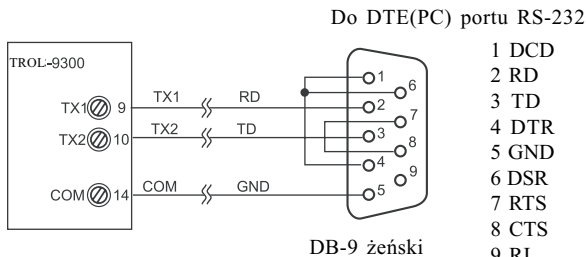 Do DTE(PC) portu RS-232
TROL-9300
TX1 9 TX1 RD
TX2 10 TX2 TD
COM 14 COM GND
1
2
3
4
5
6
7
8
9
DB-9 żeński
1 DCD
2 RD
3 TD
4 DTR
5 GND
6 DSR
7 RTS
8 CTS
9 RI